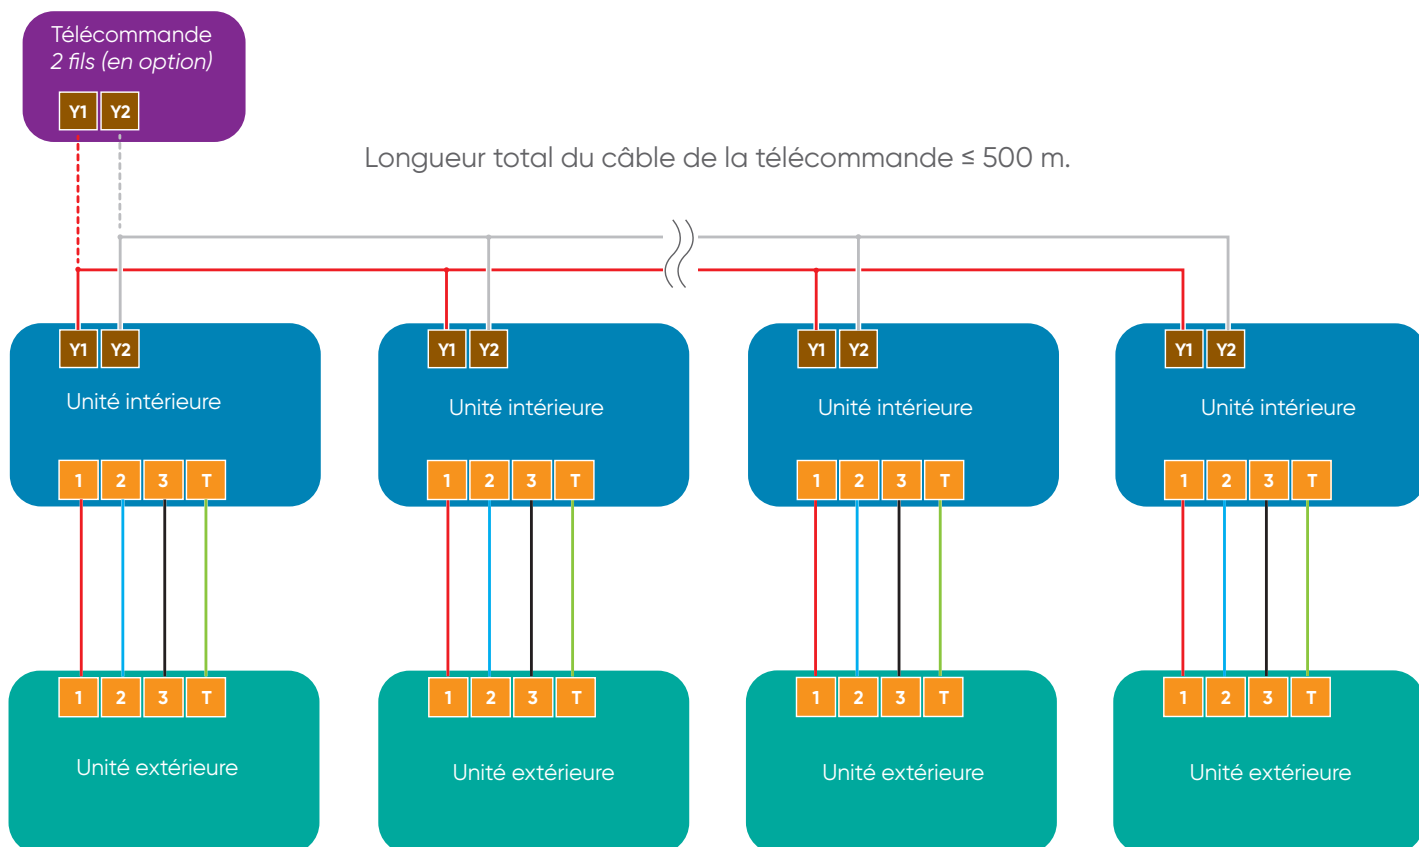 Télécommande
2 fils (en option)
Y1 Y2
Longueur total du câble de la télécommande ≤ 500 m.
Y1 Y2 Y1 Y2 Y1 Y2 Y1 Y2
Unité intérieure Unité intérieure Unité intérieure Unité intérieure
1 2 3 T 1 2 3 T 1 2 3 T 1 2 3 T
1 2 3 T 1 2 3 T 1 2 3 T 1 2 3 T
Unité extérieure Unité extérieure Unité extérieure Unité extérieure